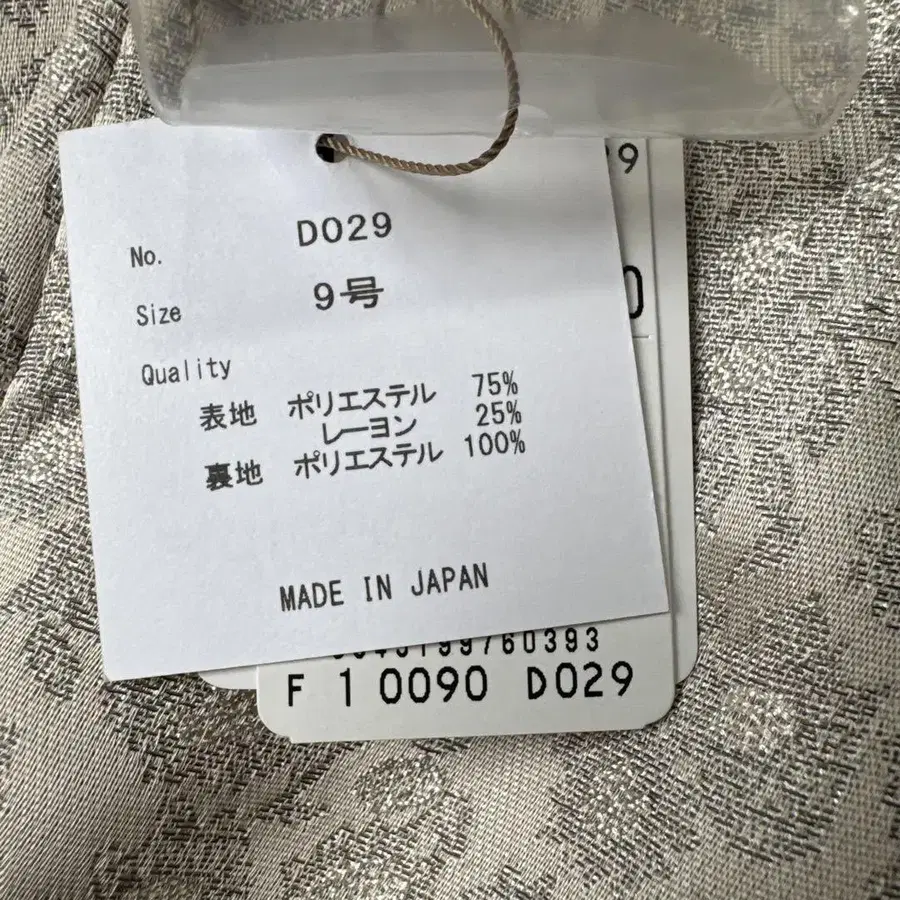 No. D029
Size 9号
Quality
表地 ポリエステル 75%
レーヨン 25%
裏地 ポリエステル 100%
MADE IN JAPAN
F 1 0090 D029